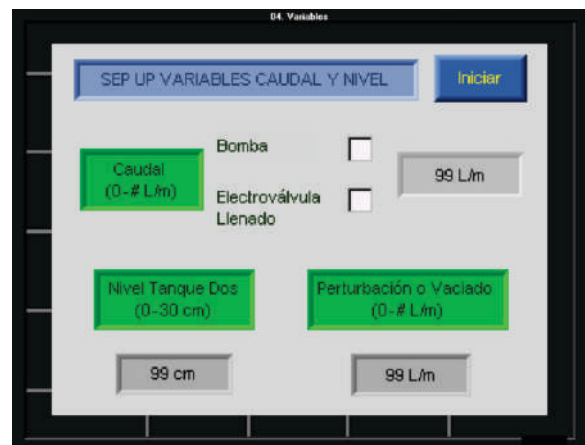 04. Variables
SEP UP VARIABLES CAUDAL Y NIVEL
Iniciar
Bomba
Caudal
(0-# L/m)
99 L/m
Electroválvula
Llenado
Nivel Tanque Dos
(0-30 cm)
Perturbación o Vaciado
(0-# L/m)
99 cm
99 L/m